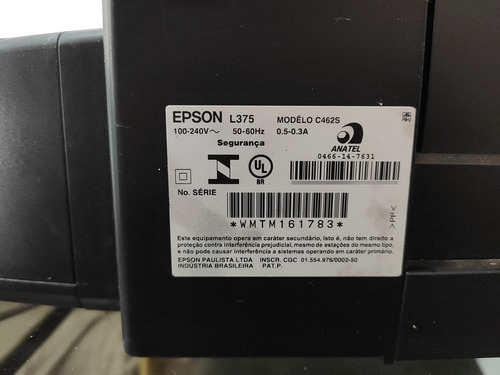 EPSON L375 MODÊLO C462S
100-240V~ 50-60Hz 0.5-0.3A
Segurança
ANATEL
0466-14-7631
UL
BR
No. SÉRIE
*WMTM161783*
Este equipamento opera em caráter secundário, isto é, não tem direito a
proteção contra interferência prejudicial, mesmo de estações do mesmo tipo,
e não pode causar interferência a sistemas operando em caráter primário.
EPSON PAULISTA LTDA INSCR. CGC 01.554.976/0002-50
INDÚSTRIA BRASILEIRA PAT.P.
>PP<